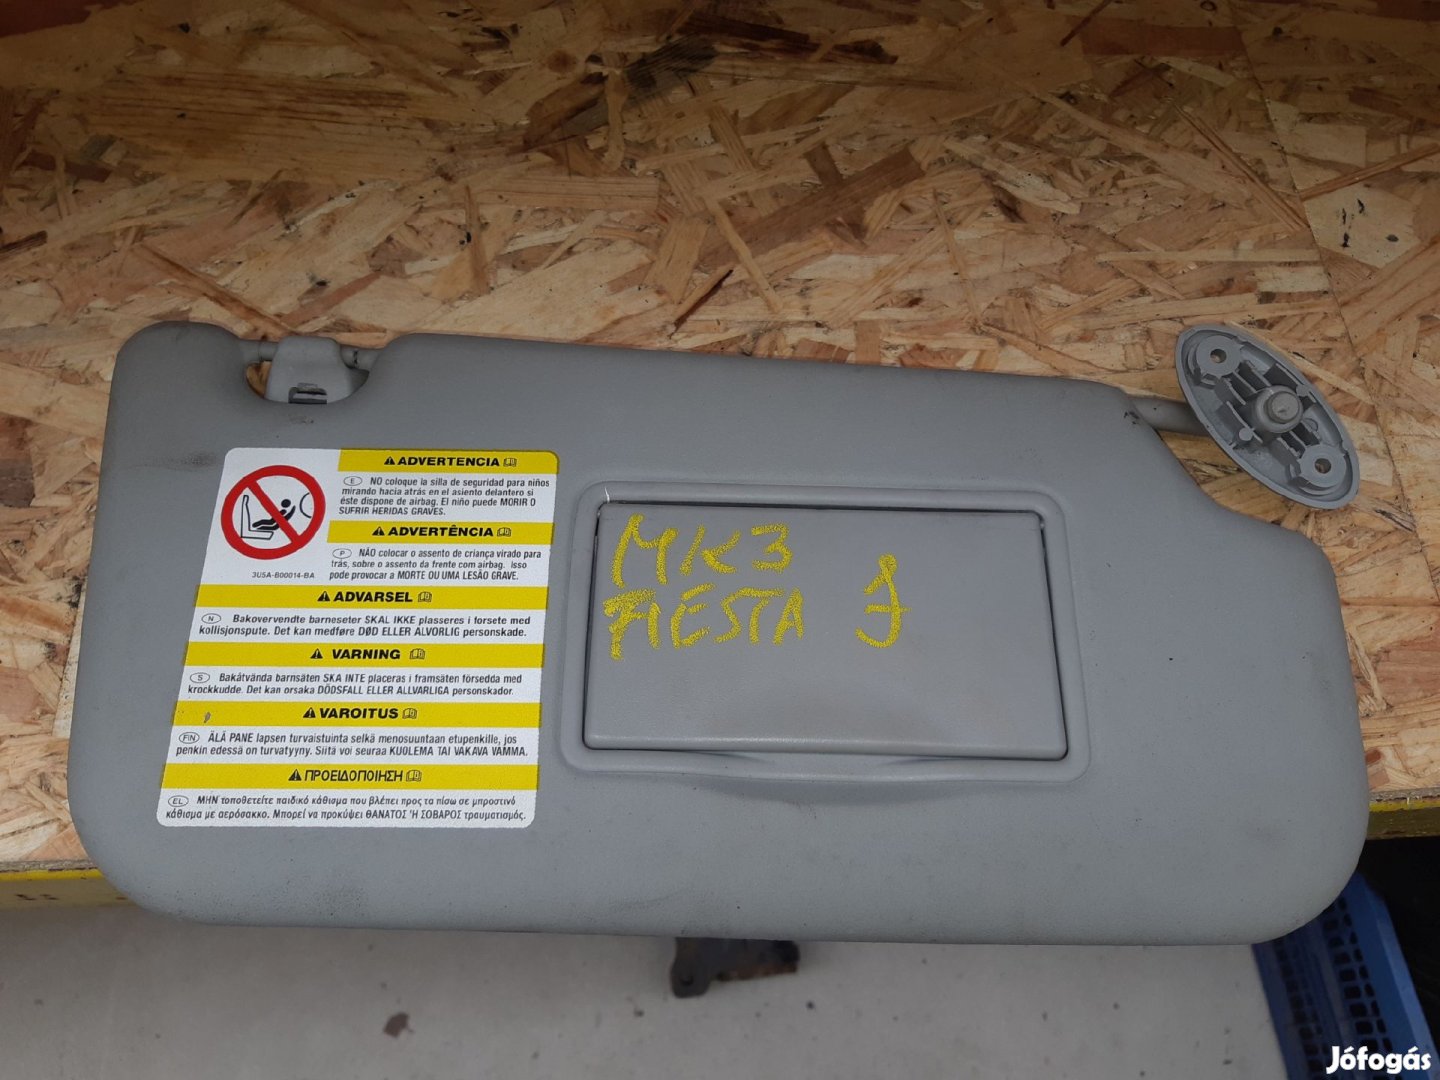 ADVERTENCIA
E NO coloque la silla de seguridad para niños
mirando hacia atrás en el asiento delantero si
éste dispone de airbag. El niño puede MORIR O
SUFRIR HERIDAS GRAVES.
ADVERTÊNCIA
P NÃO colocar o assento de criança virado para
trás, sobre o assento da frente com airbag. Isso
pode provocar a MORTE OU UMA LESÃO GRAVE.
3U5A-B00014-BA
ADVARSEL
N Bakovervendte barneseter SKAL IKKE plasseres i forsete med
kollisjonspute. Det kan medføre DØD ELLER ALVORLIG personskade.
VARNING
S Bakåtvända barnsäten SKA INTE placeras i framsäten försedda med
krockkudde. Det kan orsaka DÖDSFALL ELLER ALLVARLIGA personskador.
VAROITUS
FIN ÄLÄ PANE lapsen turvaistuinta selkä menosuuntaan etupenkille, jos
penkin edessä on turvatyyny. Siitä voi seuraa KUOLEMA TAI VAKAVA VAMMA.
ΠΡΟΕΙΔΟΠΟΙΗΣΗ
EL ΜΗΝ τοποθετείτε παιδικό κάθισμα που βλέπει προς τα πίσω σε μπροστινό
κάθισμα με αερόσακκο. Μπορεί να προκύψει ΘΑΝΑΤΟΣ Ή ΣΟΒΑΡΟΣ τραυματισμός.
MK3
FIESTA J
Jófogás